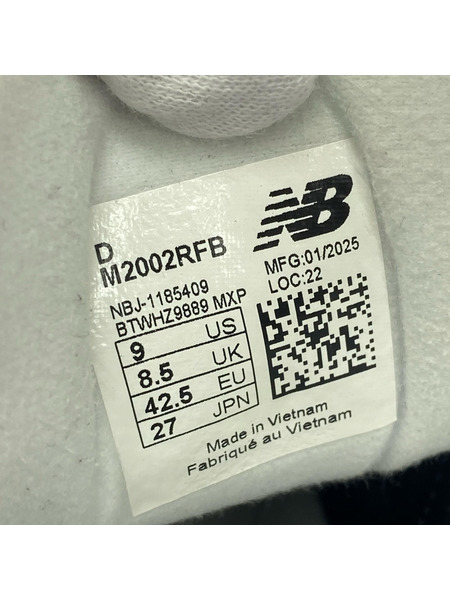 D
M2002RFB
NB
MFG:01/2025
LOC:22
NBJ-1185409
BTWHZ9889 MXP
9 US
8.5 UK
42.5 EU
27 JPN
Made in Vietnam
Fabriqué au Vietnam